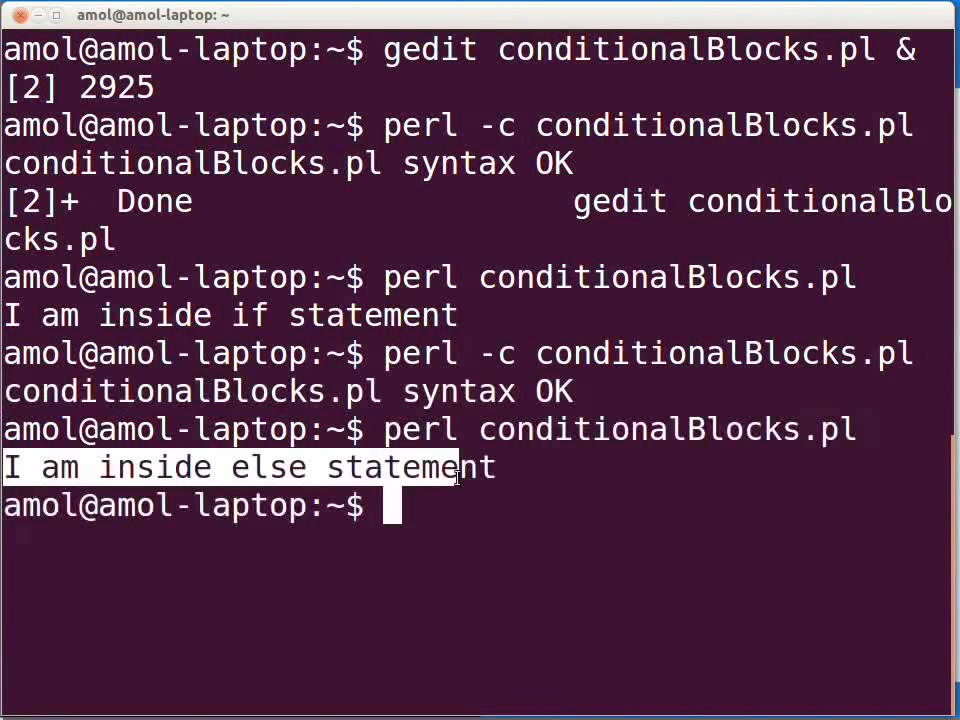 amol@amol-laptop: ~
amol@amol-laptop:~$ gedit conditionalBlocks.pl &
[2] 2925
amol@amol-laptop:~$ perl -c conditionalBlocks.pl
conditionalBlocks.pl syntax OK
[2]+  Done                    gedit conditionalBlo
cks.pl
amol@amol-laptop:~$ perl conditionalBlocks.pl
I am inside if statement
amol@amol-laptop:~$ perl -c conditionalBlocks.pl
conditionalBlocks.pl syntax OK
amol@amol-laptop:~$ perl conditionalBlocks.pl
I am inside else statement
amol@amol-laptop:~$